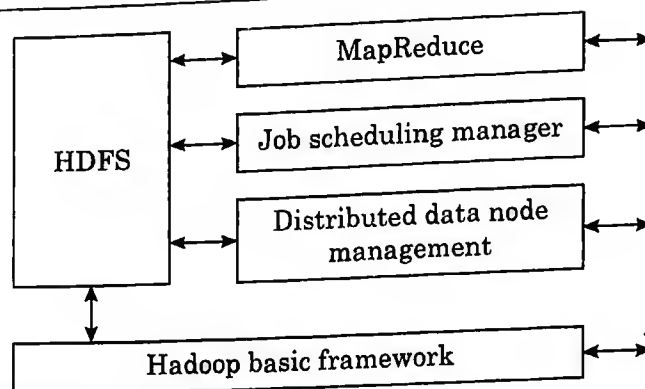 MapReduce
Job scheduling manager
HDFS
Distributed data node
management
Hadoop basic framework